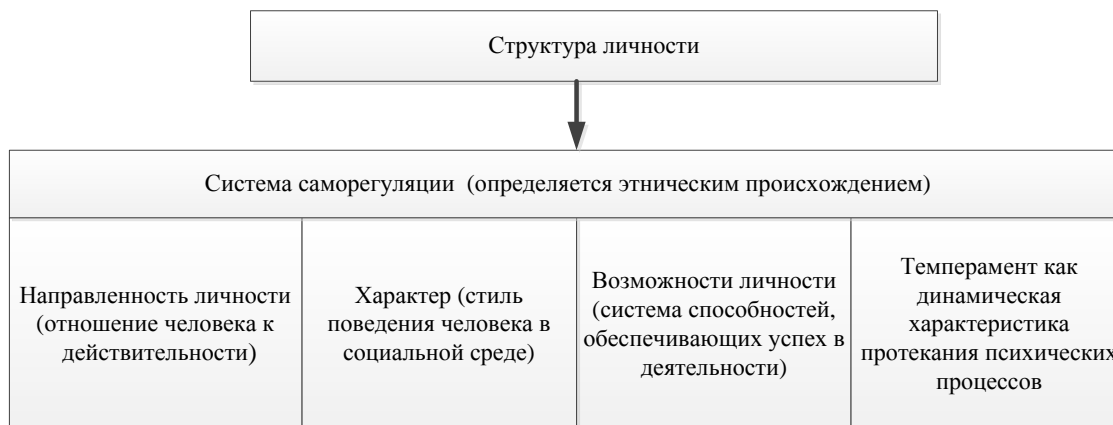 Структура личности
Система саморегуляции  (определяется этническим происхождением)
Направленность личности
(отношение человека к
действительности)
Характер (стиль
поведения человека в
социальной среде)
Возможности личности
(система способностей,
обеспечивающих успех в
деятельности)
Темперамент как
динамическая
характеристика
протекания психических
процессов